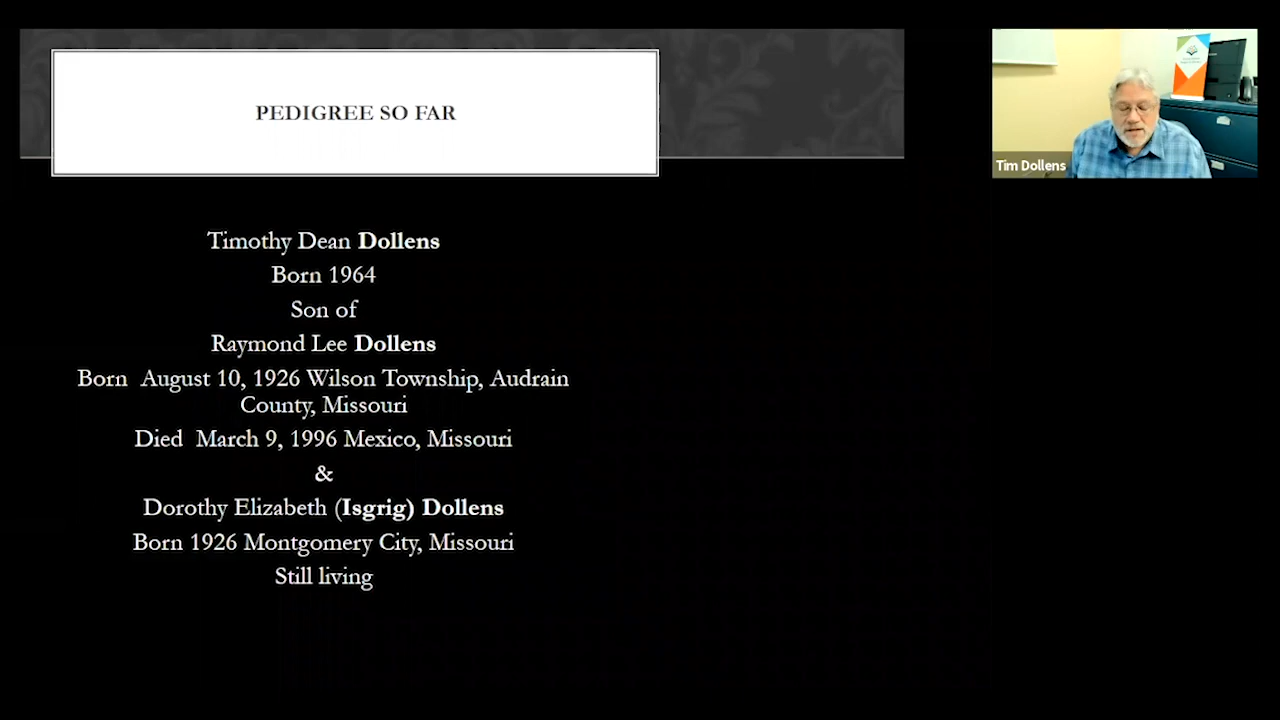 PEDIGREE SO FAR
Tim Dollens
Timothy Dean Dollens
Born 1964
Son of
Raymond Lee Dollens
Born August 10, 1926 Wilson Township, Audrain
County, Missouri
Died March 9, 1996 Mexico, Missouri
&
Dorothy Elizabeth (Isgrig) Dollens
Born 1926 Montgomery City, Missouri
Still living